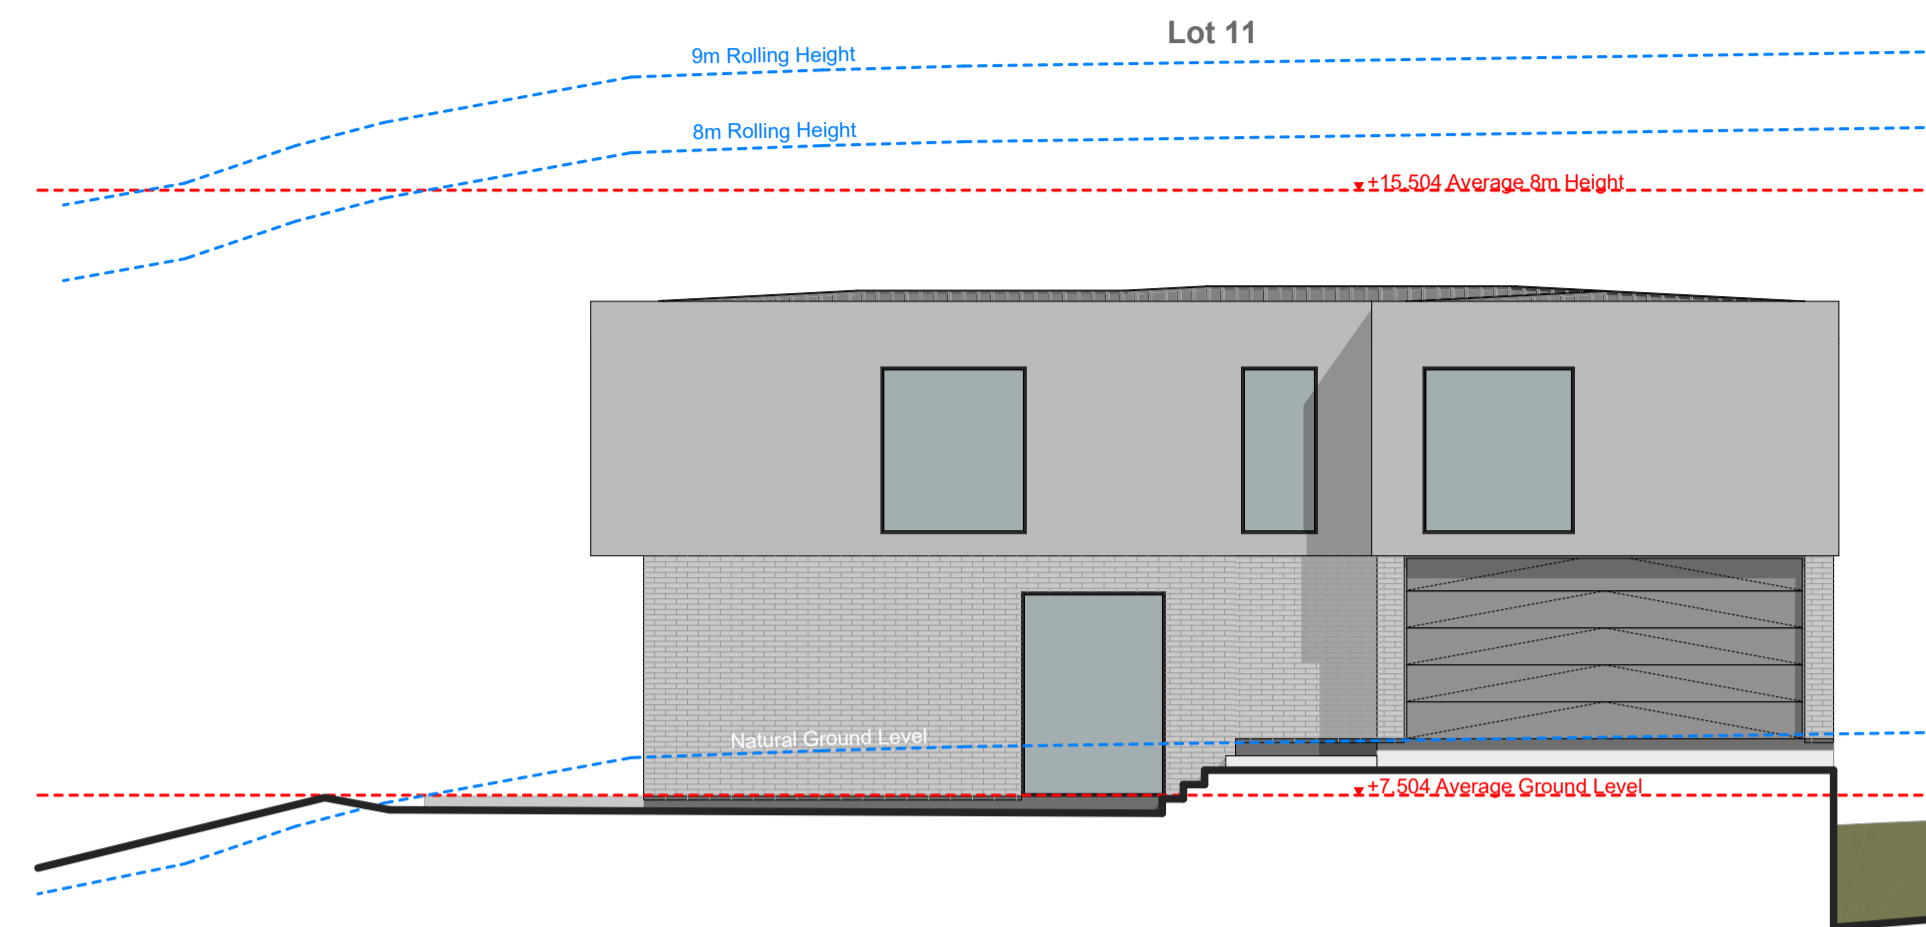 Lot 11
9m Rolling Height
8m Rolling Height
+15.504 Average 8m Height
Natural Ground Level
+7.504 Average Ground Level